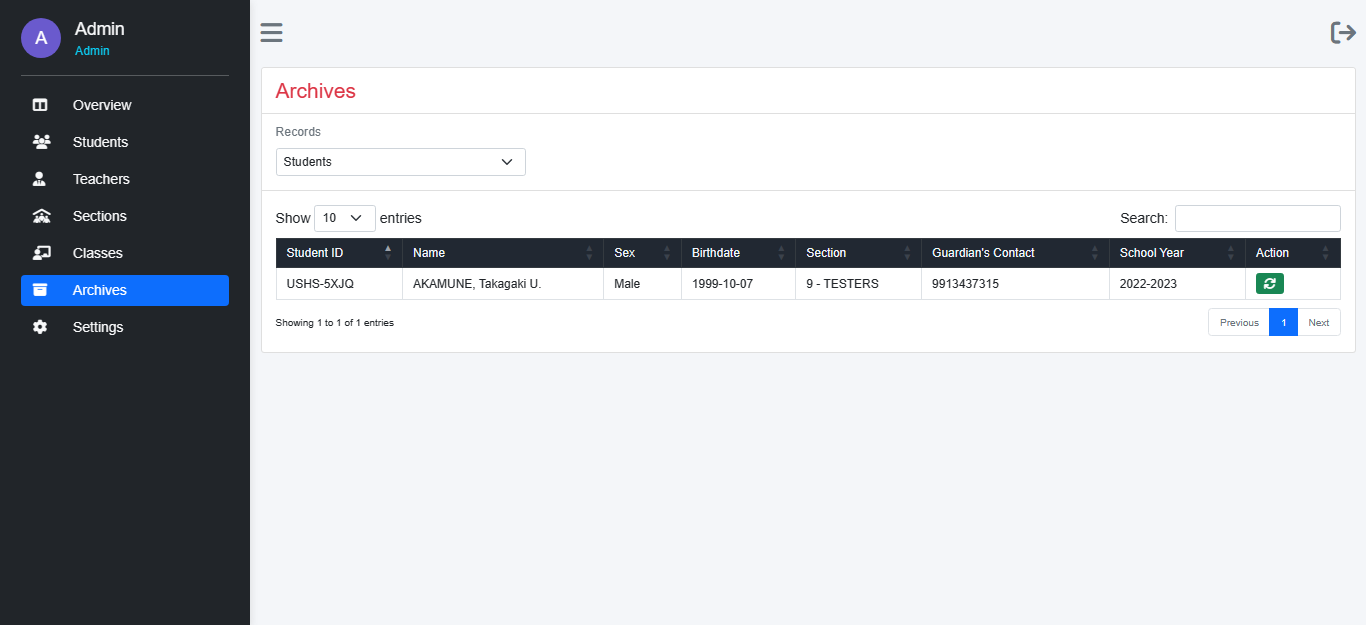 A
Admin
Admin
Overview
Students
Teachers
Sections
Classes
Archives
Settings
Archives
Records
Students
Show 10 entries
Search:
Student ID Name Sex Birthdate Section Guardian's Contact School Year Action
USHS-5XJQ AKAMUNE, Takagaki U. Male 1999-10-07 9 - TESTERS 9913437315 2022-2023
Showing 1 to 1 of 1 entries
Previous 1 Next